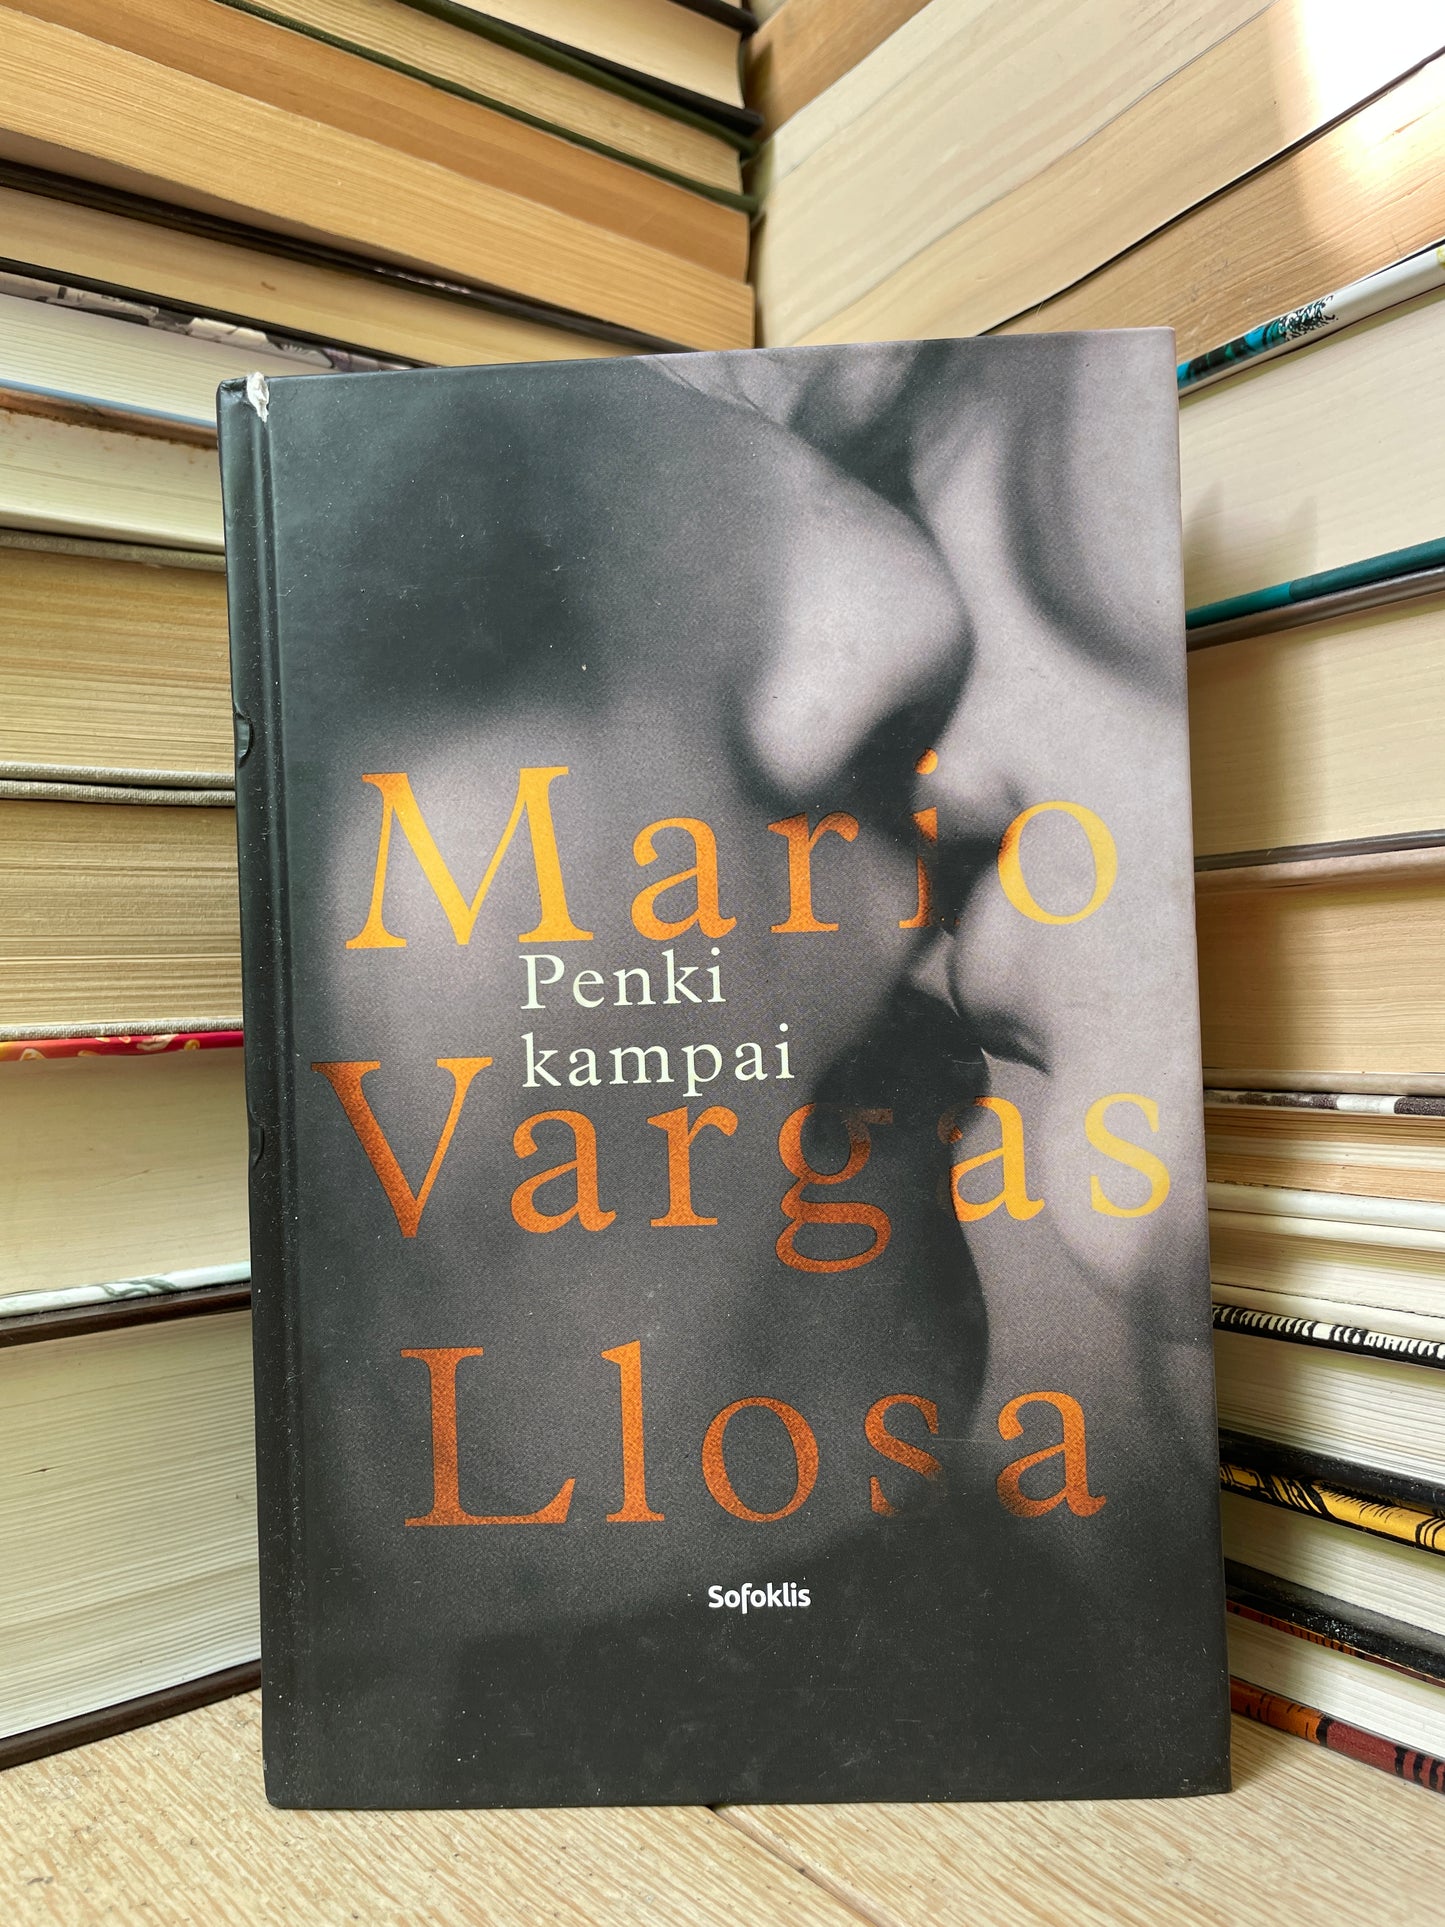 Mario
Penki
kampai
Vargas
Llosa
Sofoklis